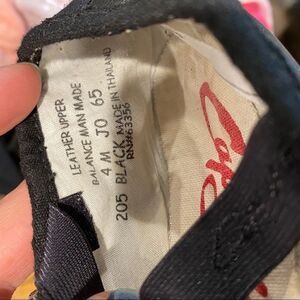 LEATHER UPPER
BALANCE MAN MADE
4 M JO 65
205 BLACK MADE IN THAILAND
RN#63356